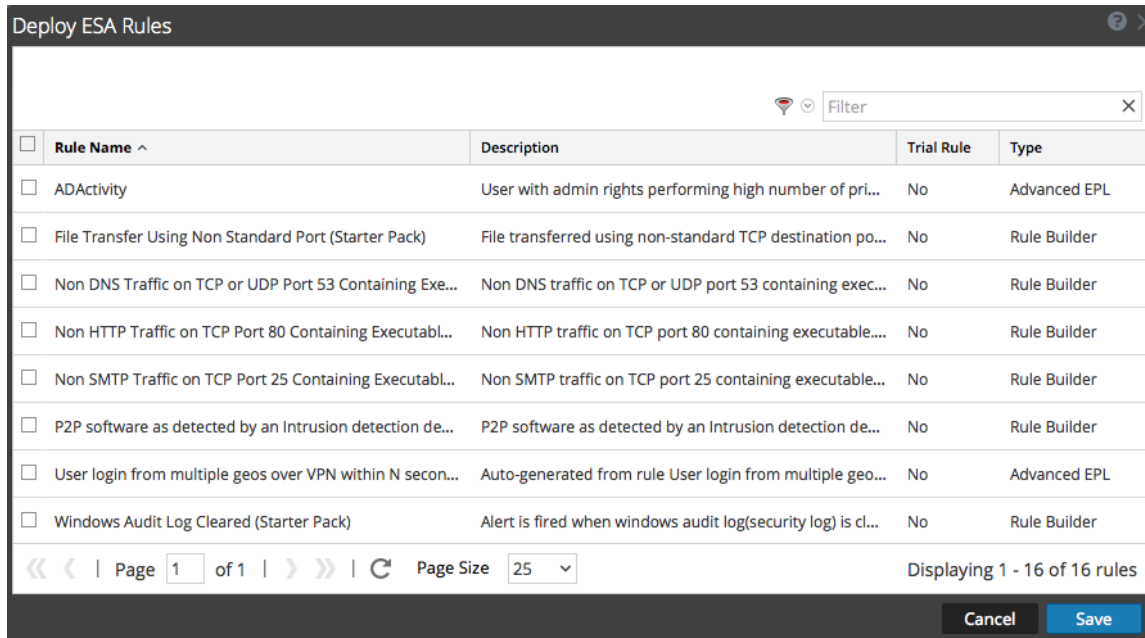 Deploy ESA Rules
Filter
Rule Name Description Trial Rule Type
ADActivity User with admin rights performing high number of pri... No Advanced EPL
File Transfer Using Non Standard Port (Starter Pack) File transferred using non-standard TCP destination po... No Rule Builder
Non DNS Traffic on TCP or UDP Port 53 Containing Exe... Non DNS traffic on TCP or UDP port 53 containing exec... No Rule Builder
Non HTTP Traffic on TCP Port 80 Containing Executabl... Non HTTP traffic on TCP port 80 containing executable.... No Rule Builder
Non SMTP Traffic on TCP Port 25 Containing Executabl... Non SMTP traffic on TCP port 25 containing executable... No Rule Builder
P2P software as detected by an Intrusion detection de... P2P software as detected by an Intrusion detection de... No Rule Builder
User login from multiple geos over VPN within N secon... Auto-generated from rule User login from multiple geo... No Advanced EPL
Windows Audit Log Cleared (Starter Pack) Alert is fired when windows audit log(security log) is cl... No Rule Builder
Page 1 of 1 Page Size 25 Displaying 1 - 16 of 16 rules
Cancel Save